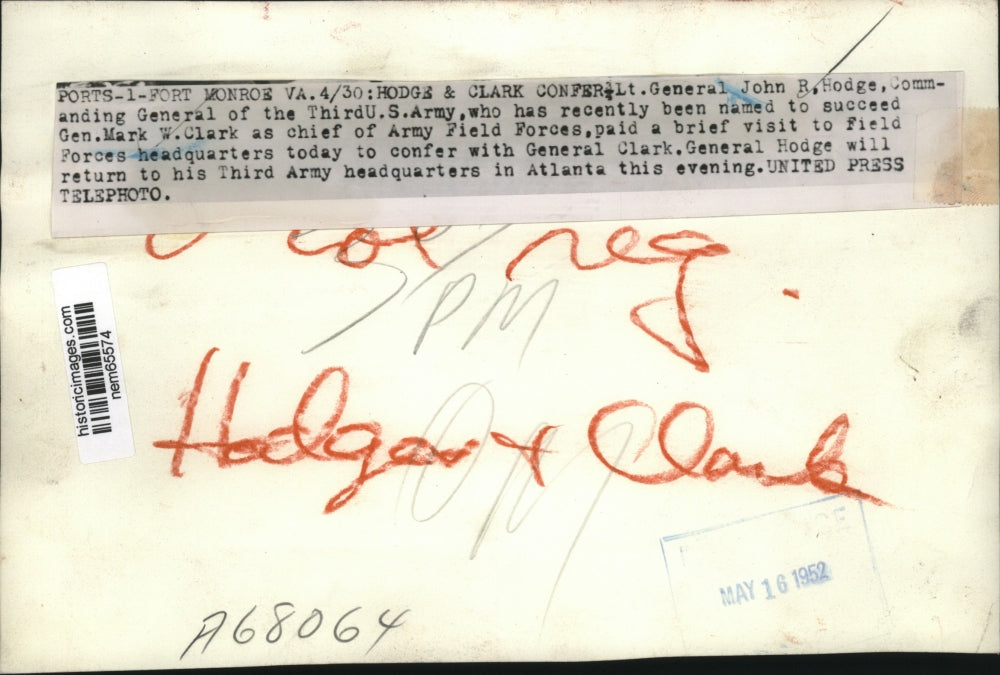 PORTS-1-FORT MONROE VA.4/30:HODGE & CLARK CONFER:Lt.General John R.Hodge,Comm-
anding General of the ThirdU.S.Army,who has recently been named to succeed
Gen.Mark W.Clark as chief of Army Field Forces,paid a brief visit to Field
Forces headquarters today to confer with General Clark.General Hodge will
return to his Third Army headquarters in Atlanta this evening.UNITED PRESS
TELEPHOTO.
col reg.
PM
historicimages.com
nem65574
Hodge + Clark
MAY 16 1952
A68064